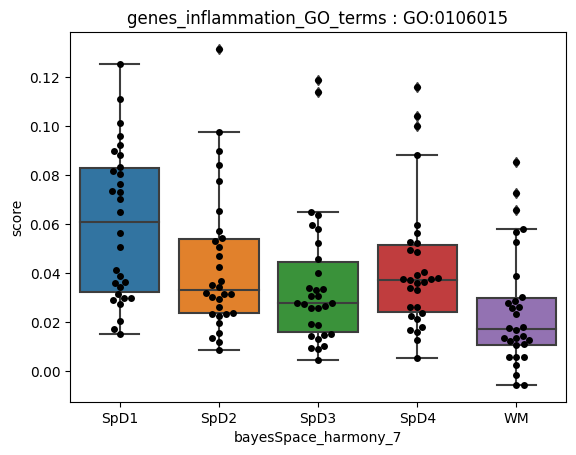 genes_inflammation_GO_terms : GO:0106015
0.12
0.10
0.08
0.06
0.04
0.02
0.00
score
SpD1 SpD2 SpD3 SpD4 WM
bayesSpace_harmony_7